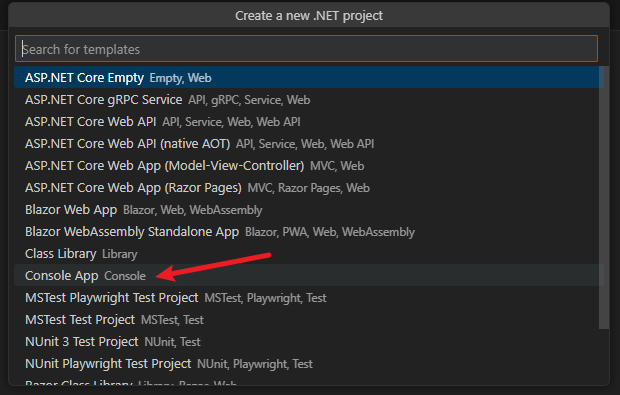 Create a new .NET project
Search for templates
ASP.NET Core Empty Empty, Web
ASP.NET Core gRPC Service API, gRPC, Service, Web
ASP.NET Core Web API API, Service, Web, Web API
ASP.NET Core Web API (native AOT) API, Service, Web, Web API
ASP.NET Core Web App (Model-View-Controller) MVC, Web
ASP.NET Core Web App (Razor Pages) MVC, Razor Pages, Web
Blazor Web App Blazor, Web, WebAssembly
Blazor WebAssembly Standalone App Blazor, PWA, Web, WebAssembly
Class Library Library
Console App Console
MSTest Playwright Test Project MSTest, Playwright, Test
MSTest Test Project MSTest, Test
NUnit 3 Test Project NUnit, Test
NUnit Playwright Test Project NUnit, Playwright, Test
Razor Class Library Library, Razor, Web